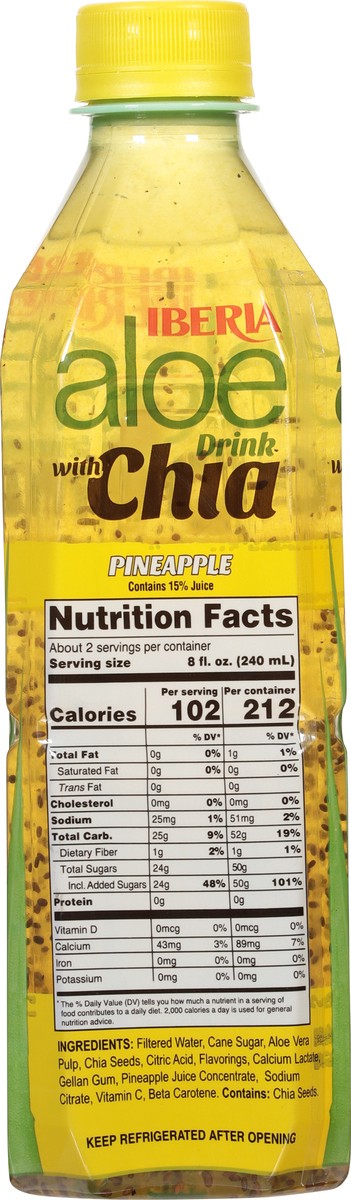 IBERIA
aloe
Drink
with Chia
PINEAPPLE
Contains 15% Juice
Nutrition Facts
About 2 servings per container
Serving size 8 fl. oz. (240 mL)
Per serving Per container
Calories 102 212
% DV* % DV*
Total Fat 0g 0% 1g 1%
Saturated Fat 0g 0% 0g 0%
Trans Fat 0g 0g
Cholesterol 0mg 0% 0mg 0%
Sodium 25mg 1% 51mg 2%
Total Carb. 25g 9% 52g 19%
Dietary Fiber 1g 2% 1g 1%
Total Sugars 24g 50g
Incl. Added Sugars 24g 48% 50g 101%
Protein 0g 0g
Vitamin D 0mcg 0% 0mcg 0%
Calcium 43mg 3% 89mg 7%
Iron 0mg 0% 0mg 0%
Potassium 0mg 0% 0mg 0%
*The % Daily Value (DV) tells you how much a nutrient in a serving of
food contributes to a daily diet. 2,000 calories a day is used for general
nutrition advice.
INGREDIENTS: Filtered Water, Cane Sugar, Aloe Vera
Pulp, Chia Seeds, Citric Acid, Flavorings, Calcium Lactate,
Gellan Gum, Pineapple Juice Concentrate, Sodium
Citrate, Vitamin C, Beta Carotene. Contains: Chia Seeds.
KEEP REFRIGERATED AFTER OPENING